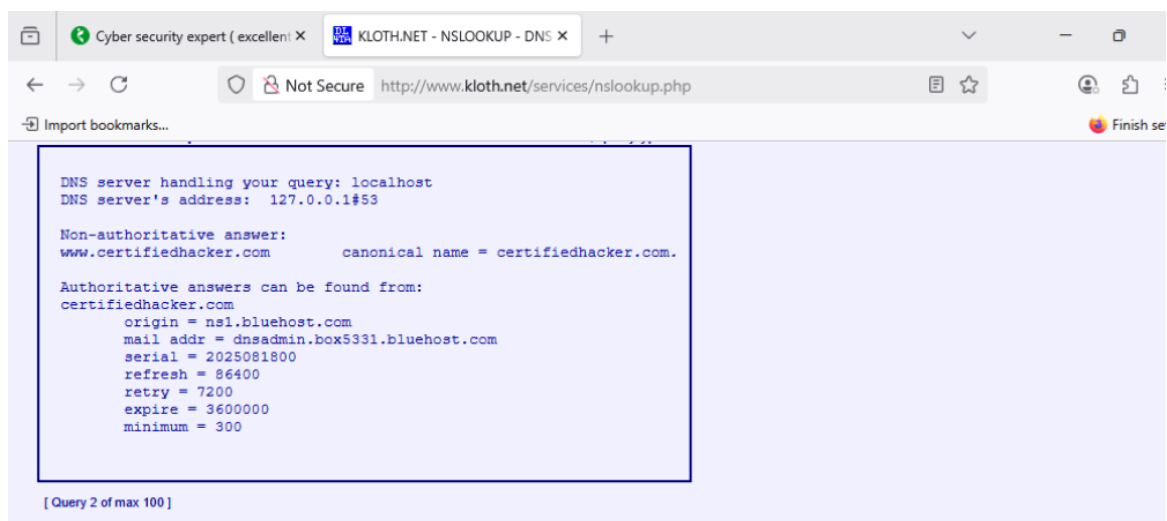 Cyber security expert ( excellent
KLOTH.NET - NSLOOKUP - DNS
Not Secure http://www.kloth.net/services/nslookup.php
Import bookmarks...
Finish se
DNS server handling your query: localhost
DNS server's address: 127.0.0.1#53
Non-authoritative answer:
www.certifiedhacker.com canonical name = certifiedhacker.com.
Authoritative answers can be found from:
certifiedhacker.com
origin = ns1.bluehost.com
mail addr = dnsadmin.box5331.bluehost.com
serial = 2025081800
refresh = 86400
retry = 7200
expire = 3600000
minimum = 300
[ Query 2 of max 100 ]